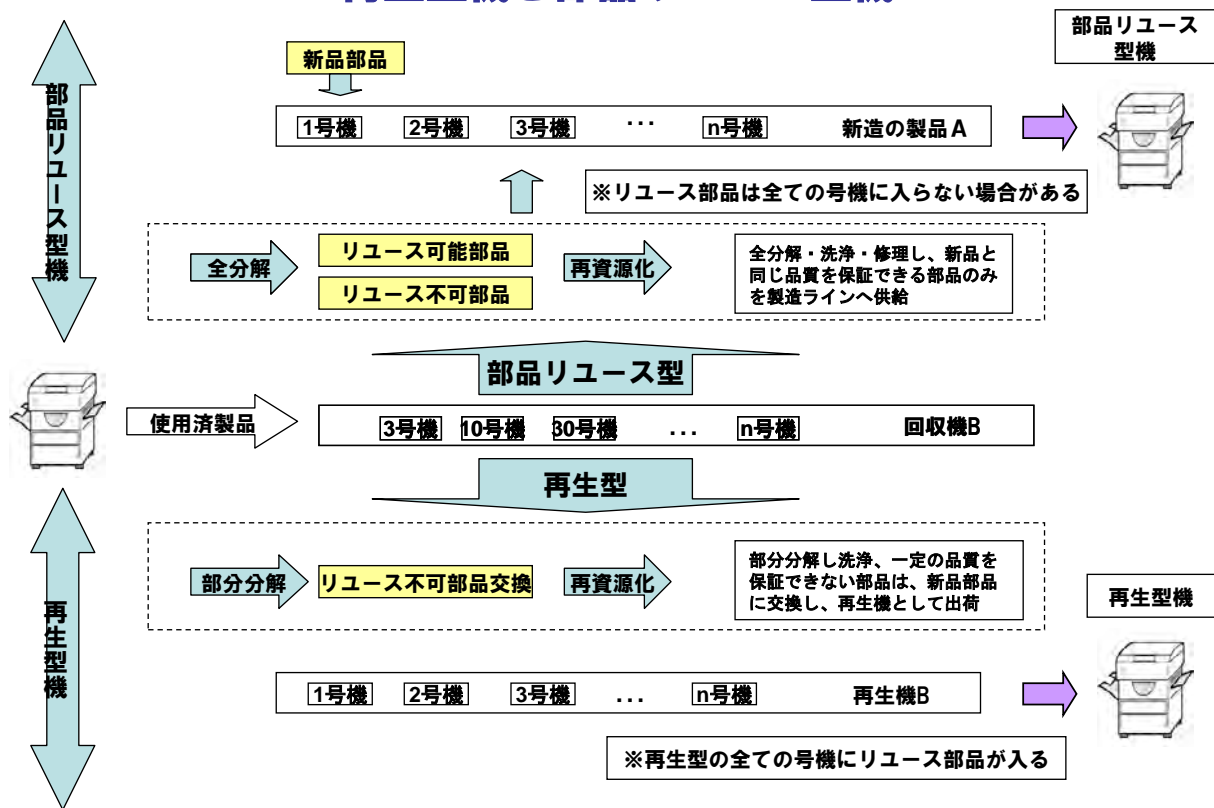 部品リユース
型機
新品部品
1号機 2号機 3号機 ··· n号機 新造の製品A
※リユース部品は全ての号機に入らない場合がある
部品リユース型機
全分解
リユース可能部品
リユース不可部品
再資源化
全分解・洗浄・修理し、新品と
同じ品質を保証できる部品のみ
を製造ラインへ供給
部品リユース型
使用済製品
3号機 10号機 30号機 ... n号機 回収機B
再生型
部分分解
リユース不可部品交換
再資源化
部分分解し洗浄、一定の品質を
保証できない部品は、新品部品
に交換し、再生機として出荷
再生型機
再生型機
1号機 2号機 3号機 ... n号機 再生機B
※再生型の全ての号機にリユース部品が入る